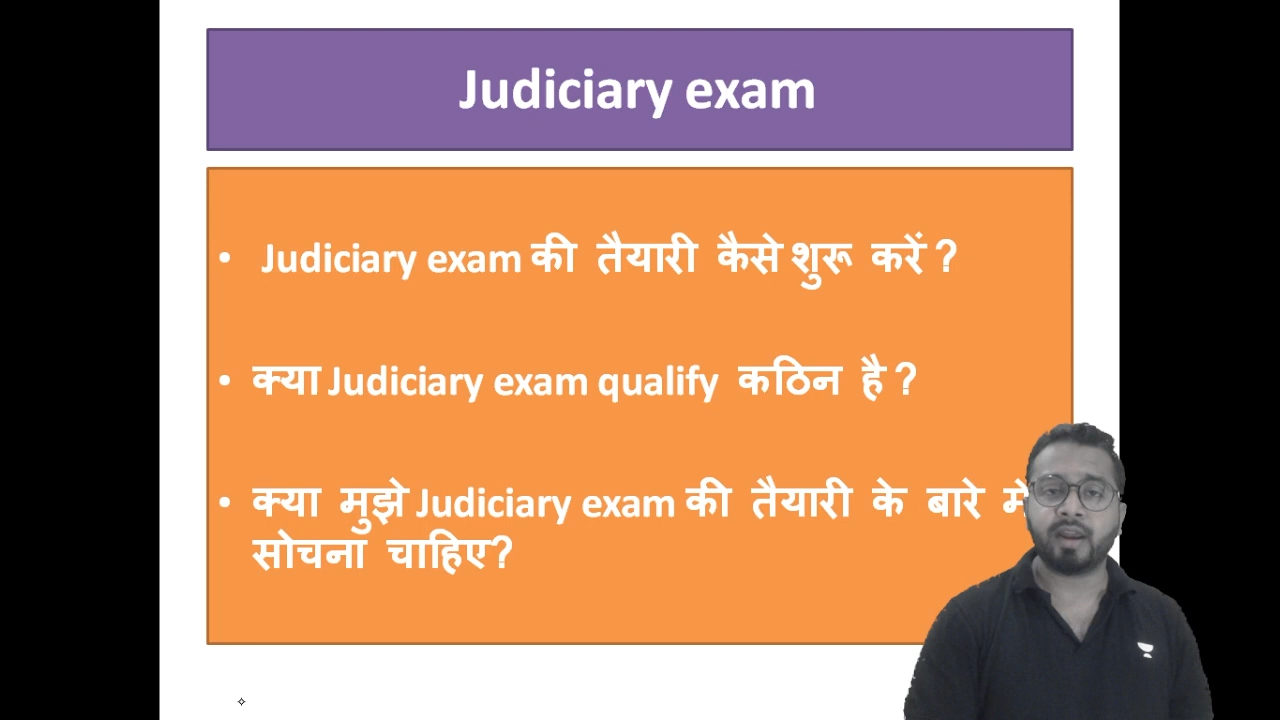 Judiciary exam
• Judiciary exam की तैयारी कैसे शुरू करें ?
• क्या Judiciary exam qualify कठिन है ?
• क्या मुझे Judiciary exam की तैयारी के बारे मे
सोचना चाहिए?